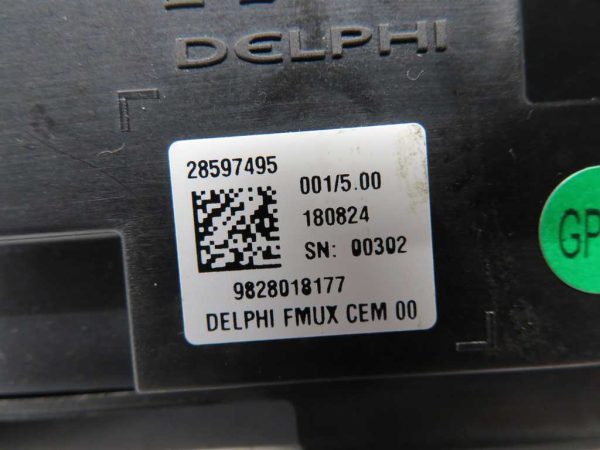 DELPHI
28597495
001/5.00
180824
SN: 00302
9828018177
DELPHI FMUX CEM 00
GP